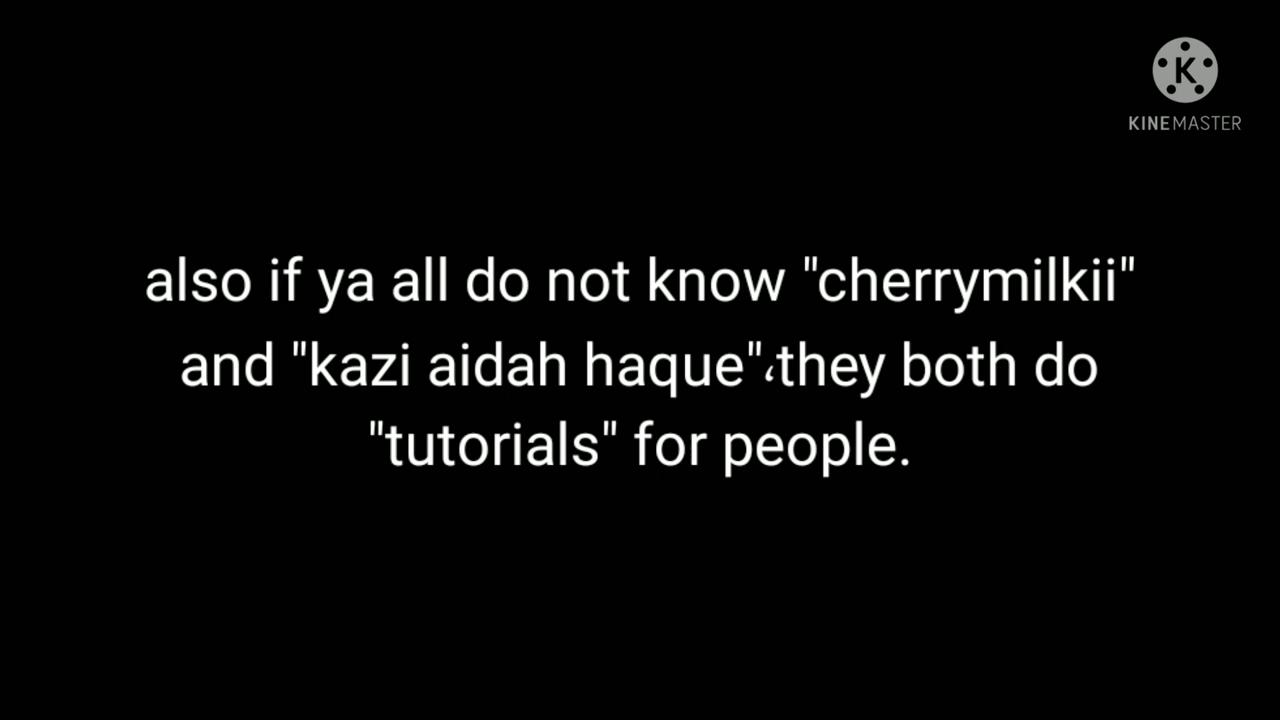 K
KINEMASTER
also if ya all do not know "cherrymilkii"
and "kazi aidah haque"،they both do
"tutorials" for people.